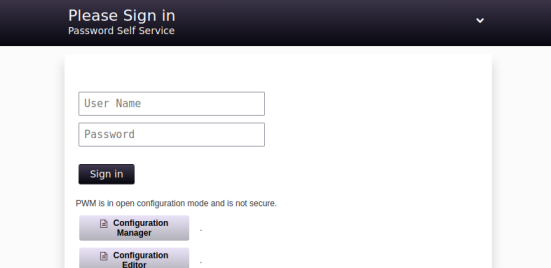 Please Sign in
Password Self Service
User Name
Password
Sign in
PWM is in open configuration mode and is not secure.
Configuration
Manager
.
Configuration
Editor
.